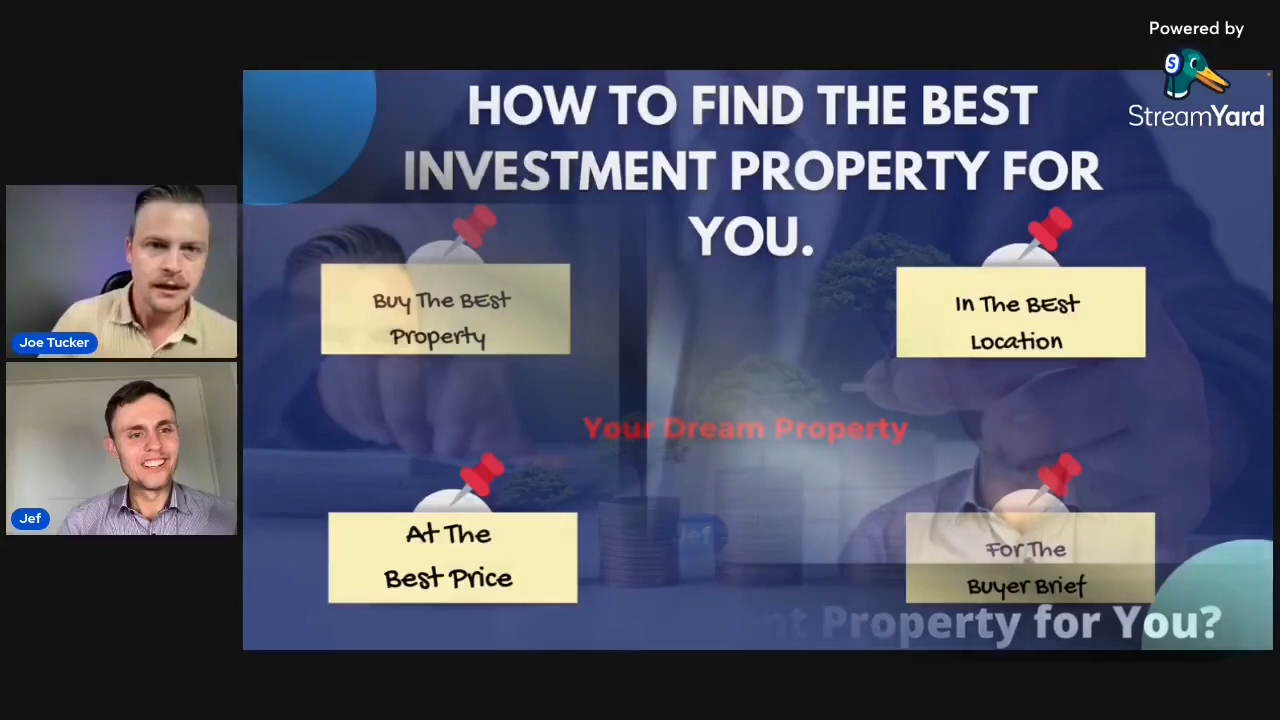 Powered by
StreamYard
HOW TO FIND THE BEST
INVESTMENT PROPERTY FOR
YOU.
Buy The BEst
Property
In The BEst
Location
Your Dream Property
At The
Best Price
For The
Buyer Brief
Property for You?
Joe Tucker
Jef
Jef